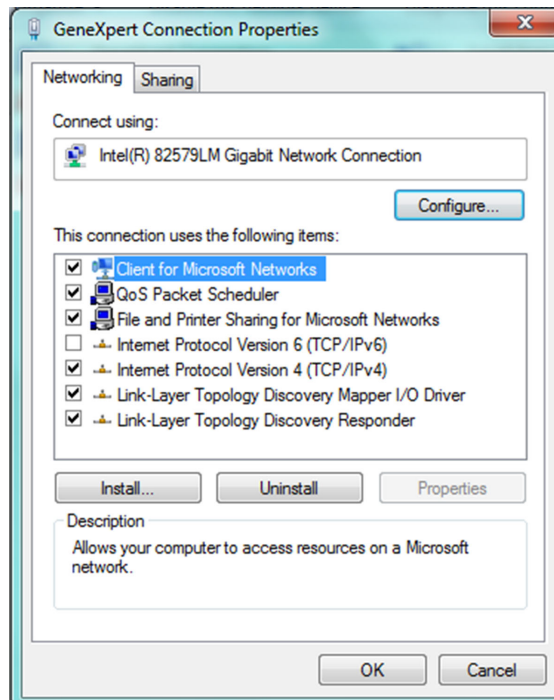 GeneXpert Connection Properties
Networking
Sharing
Connect using:
Intel(R) 82579LM Gigabit Network Connection
Configure...
This connection uses the following items:
Client for Microsoft Networks
QoS Packet Scheduler
File and Printer Sharing for Microsoft Networks
Internet Protocol Version 6 (TCP/IPv6)
Internet Protocol Version 4 (TCP/IPv4)
Link-Layer Topology Discovery Mapper I/O Driver
Link-Layer Topology Discovery Responder
Install...
Uninstall
Properties
Description
Allows your computer to access resources on a Microsoft
network.
OK
Cancel